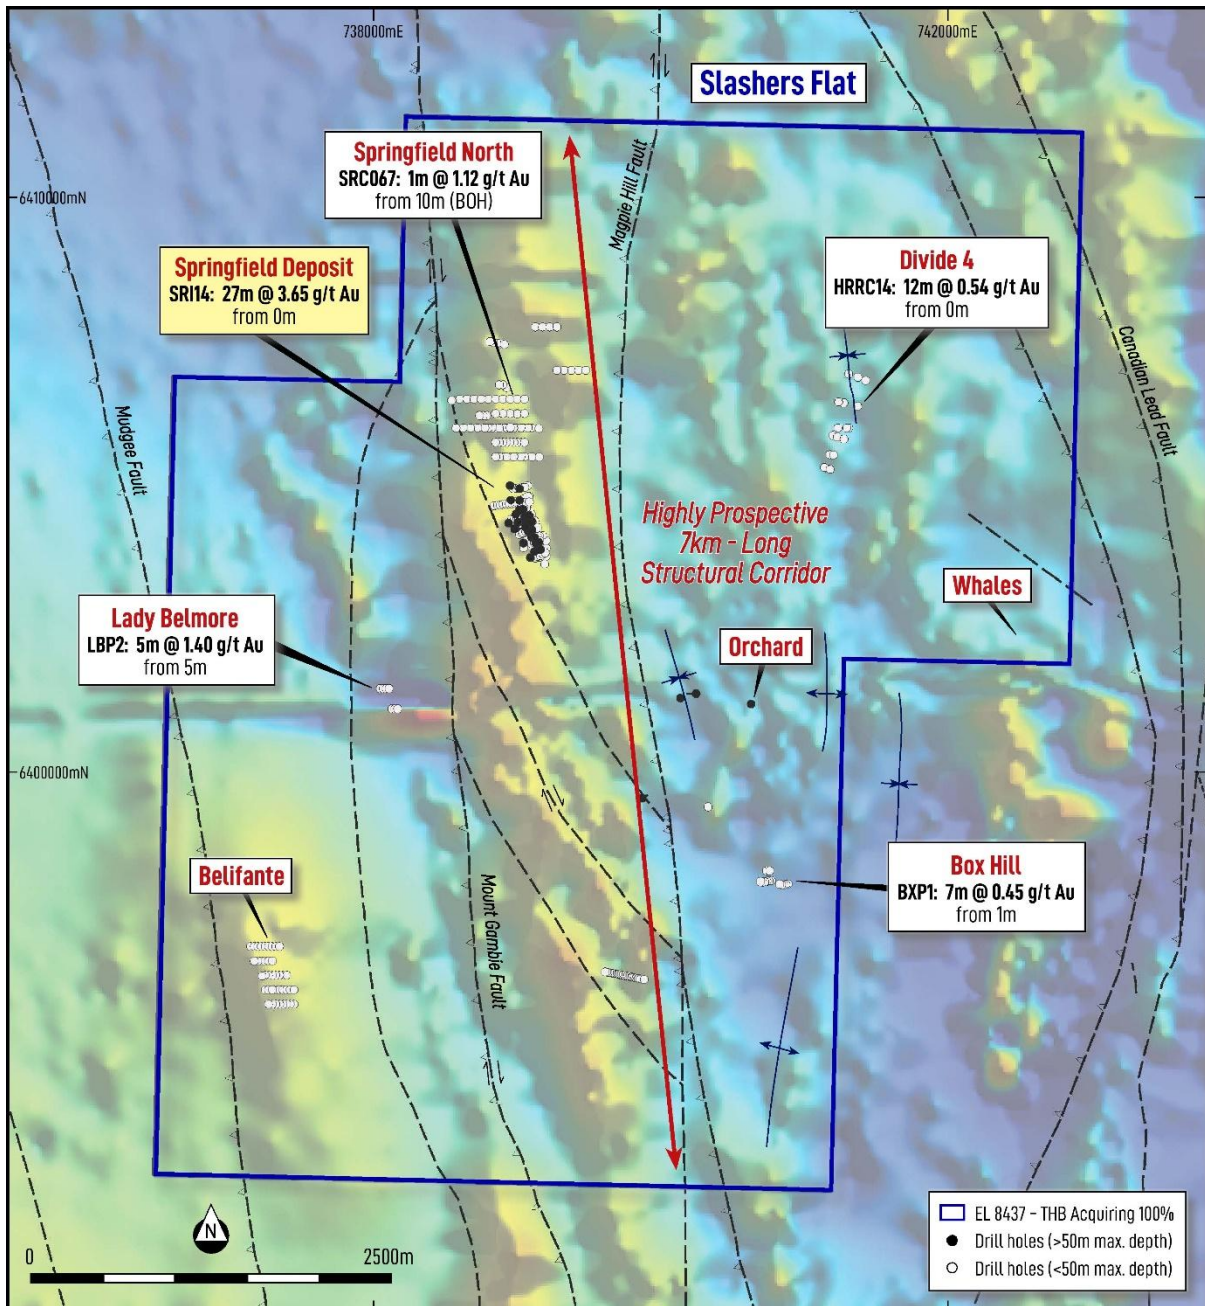 738000mE
742000mE
Slashers Flat
Springfield North
SRC067: 1m @ 1.12 g/t Au
from 10m (BOH)
Magpie Hill Fault
6410000mN
Springfield Deposit
SRI14: 27m @ 3.65 g/t Au
from 0m
Divide 4
HRRC14: 12m @ 0.54 g/t Au
from 0m
Canadian Lead Fault
Mudgee Fault
Highly Prospective
7km - Long
Structural Corridor
Whales
Lady Belmore
LBP2: 5m @ 1.40 g/t Au
from 5m
Orchard
6400000mN
Belifante
Box Hill
BXP1: 7m @ 0.45 g/t Au
from 1m
Mount Gambie Fault
N
0
2500m
EL 8437 - THB Acquiring 100%
Drill holes (>50m max. depth)
Drill holes (<50m max. depth)